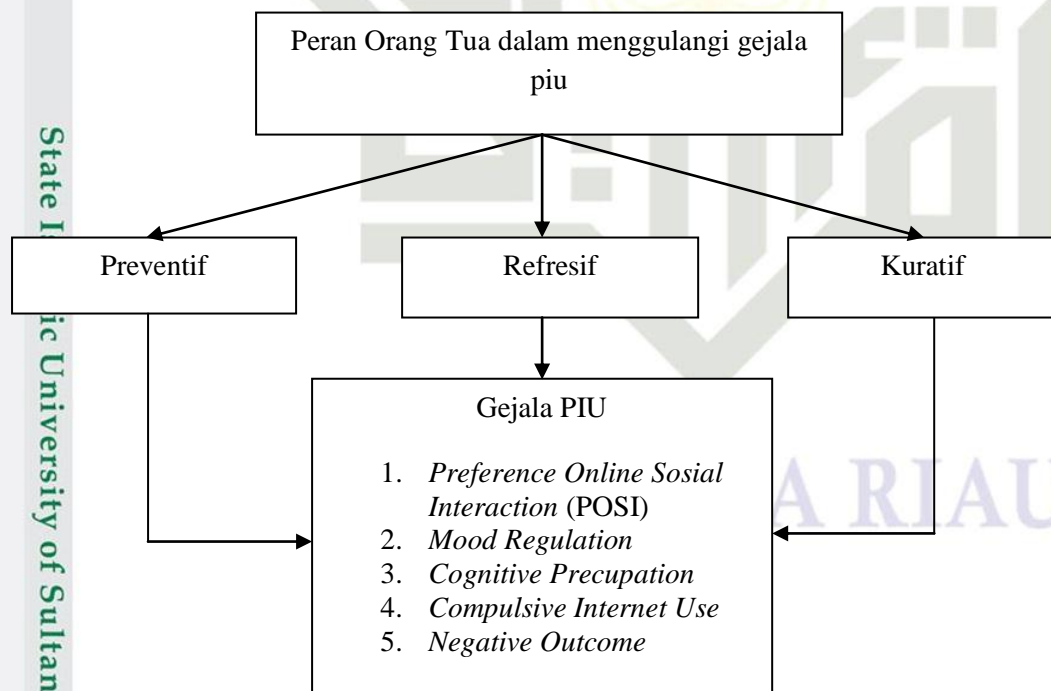 Peran Orang Tua dalam menggulangi gejala
piu
Preventif
Refresif
Kuratif
Gejala PIU
1. Preference Online Sosial
Interaction (POSI)
2. Mood Regulation
3. Cognitive Precupation
4. Compulsive Internet Use
5. Negative Outcome
State Is
ic University of Sultan
A RIAU